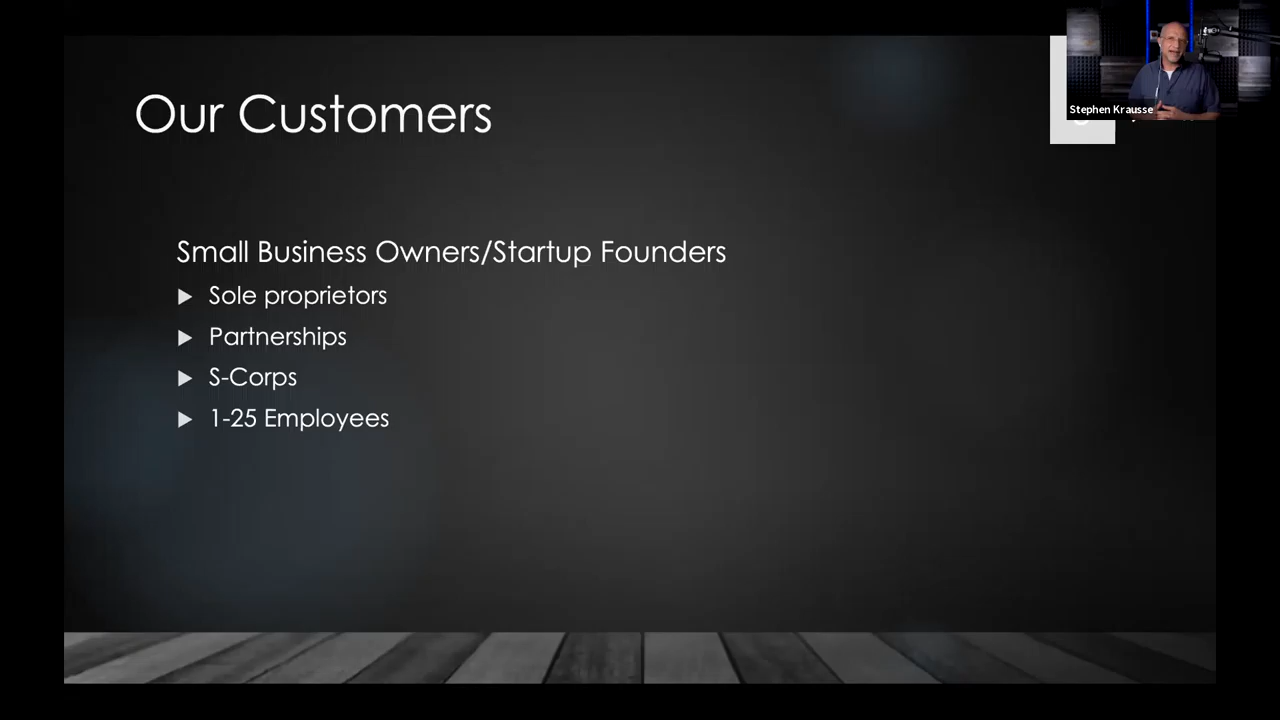 Our Customers
Stephen Krausse
Small Business Owners/Startup Founders
Sole proprietors
Partnerships
S-Corps
1-25 Employees